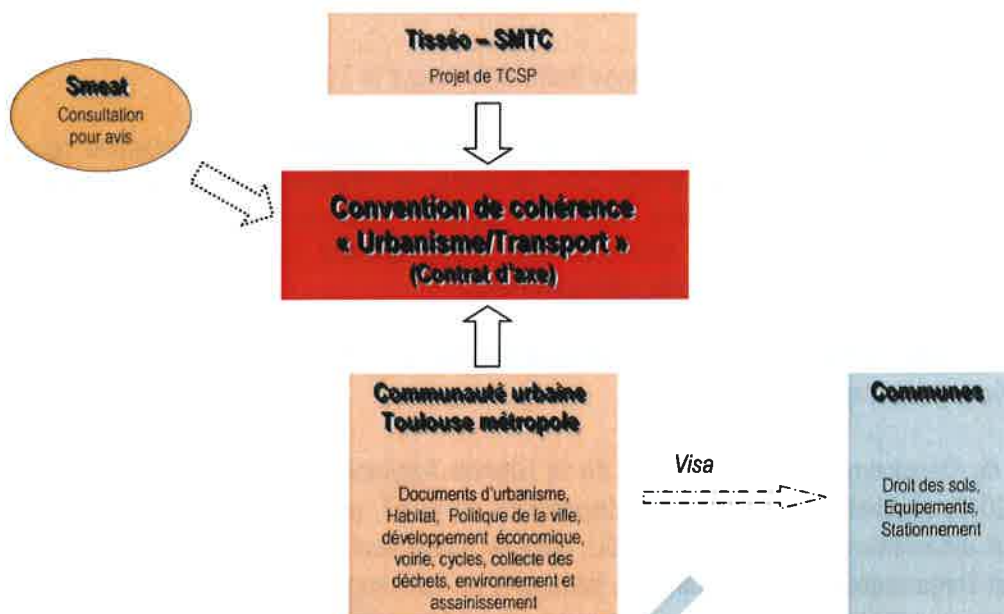 Tisséo – SMTC
Projet de TCSP
Smeat
Consultation
pour avis
Convention de cohérence
« Urbanisme/Transport »
(Contrat d'axe)
Communauté urbaine
Toulouse métropole
Documents d'urbanisme,
Habitat, Politique de la ville,
développement économique,
voirie, cycles, collecte des
déchets, environnement et
assainissement
Visa
Communes
Droit des sols,
Equipements,
Stationnement